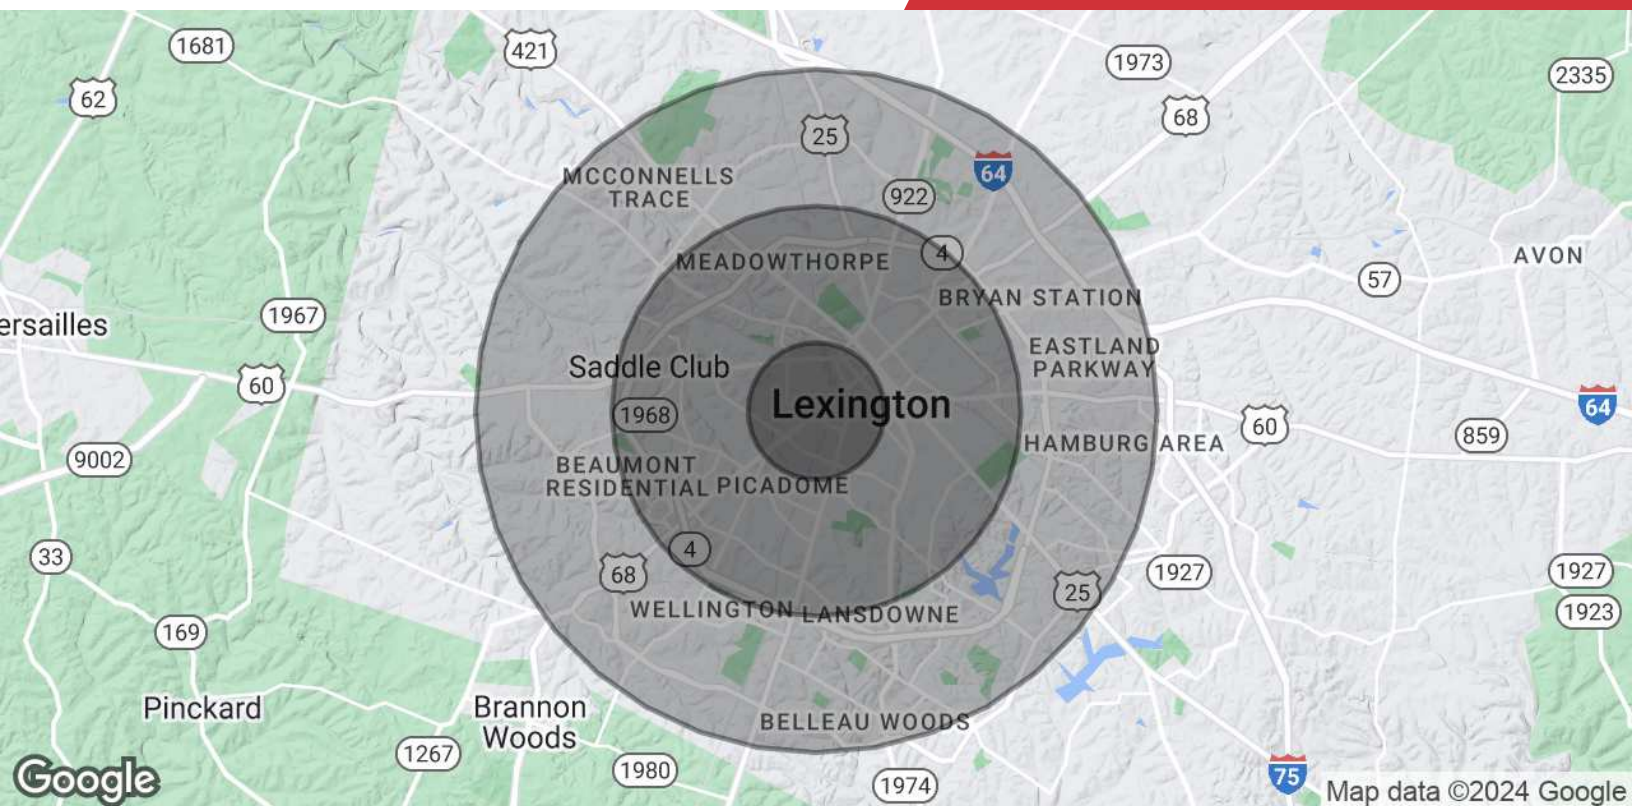 1681
421
1973
2335
62
68
25
64
MCCONNELLS
TRACE
922
4
AVON
MEADOWTHORPE
57
BRYAN STATION
1967
ersailles
EASTLAND
PARKWAY
Saddle Club
60
Lexington
64
1968
60
859
HAMBURG AREA
9002
BEAUMONT
RESIDENTIAL
PICADOME
33
4
68
1927
25
1927
WELLINGTON
LANSDOWNE
1923
169
Pinckard
Brannon
Woods
BELLEAU WOODS
1267
1980
1974
75
Google
Map data ©2024 Google